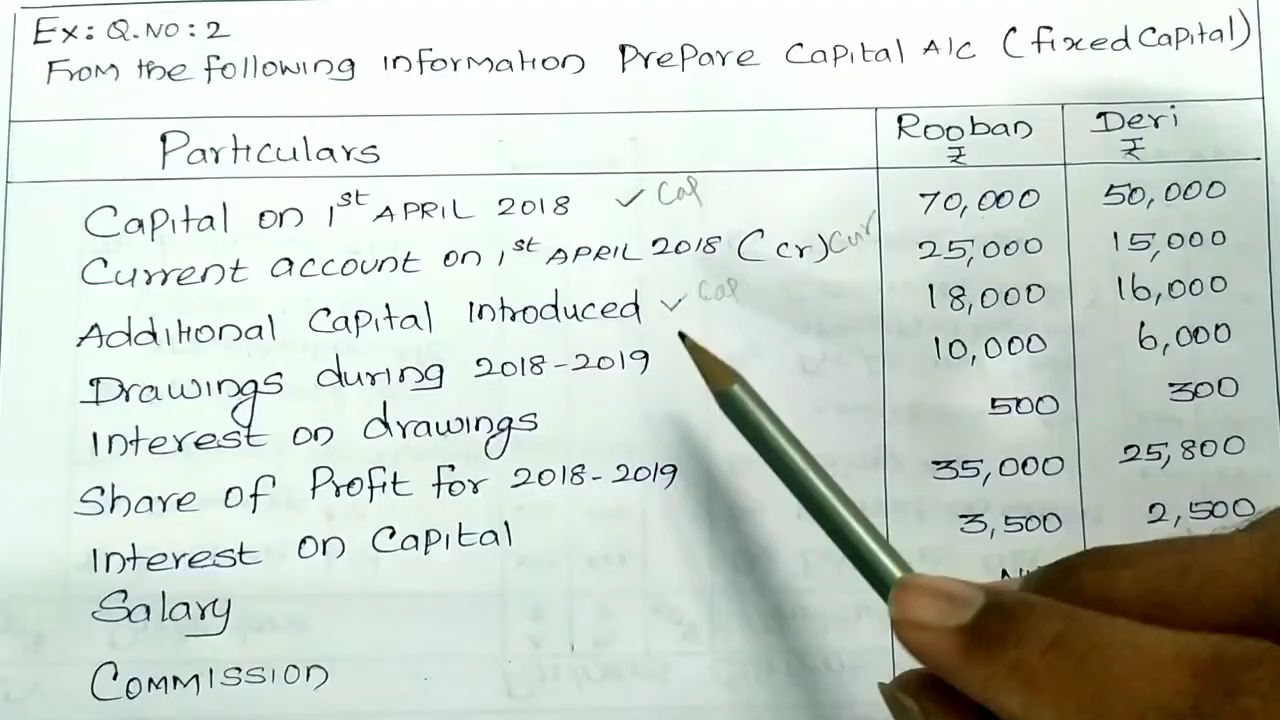 Ex: Q.NO: 2
From the following information Prepare Capital A/C (fixed Capital)
Particulars Rooban ₹ Deri ₹
Capital on 1st APRIL 2018 ✓ Cap 70,000 50,000
Current account on 1st APRIL 2018 (cr) Cur 25,000 15,000
Additional Capital introduced ✓ Cap 18,000 16,000
Drawings during 2018-2019 10,000 6,000
Interest on drawings 500 300
Share of Profit for 2018-2019 35,000 25,800
Interest on Capital 3,500 2,500
Salary
Commission